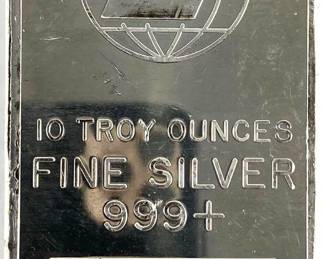 10 TROY OUNCES
FINE SILVER
999+